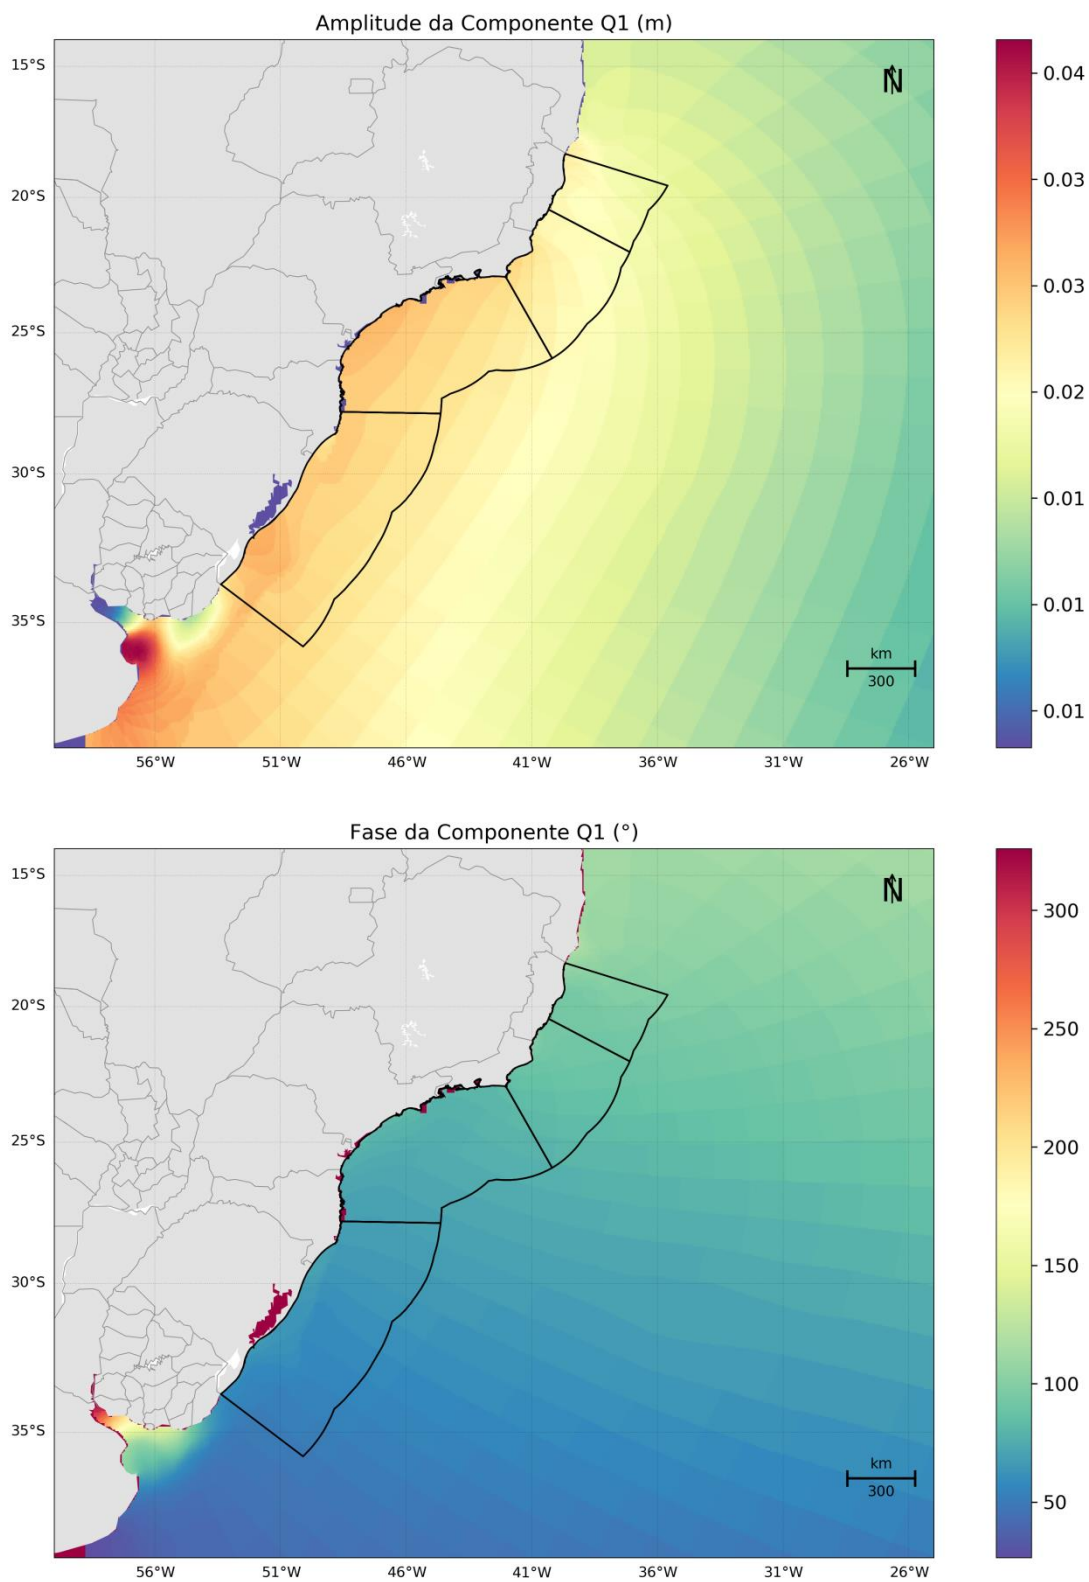 Amplitude da Componente Q1 (m)
15°S
20°S
25°S
30°S
35°S
N
km
300
56°W 51°W 46°W 41°W 36°W 31°W 26°W
0.04
0.03
0.03
0.02
0.01
0.01
0.01
Fase da Componente Q1 (°)
15°S
20°S
25°S
30°S
35°S
N
km
300
56°W 51°W 46°W 41°W 36°W 31°W 26°W
300
250
200
150
100
50